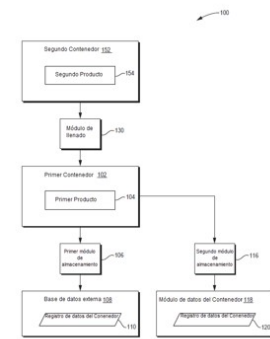 100
Segundo Contenedor 152
Segundo Producto
154
Módulo de
llenado
130
Primer Contenedor 102
Primer Producto
104
Primer módulo
de
almacenamiento
106
Segundo módulo
de
almacenamiento
116
Base de datos externa 108
Registro de datos del Conenedor
110
Módulo de datos del Contenedor 118
Registro de datos del Conenedor
120